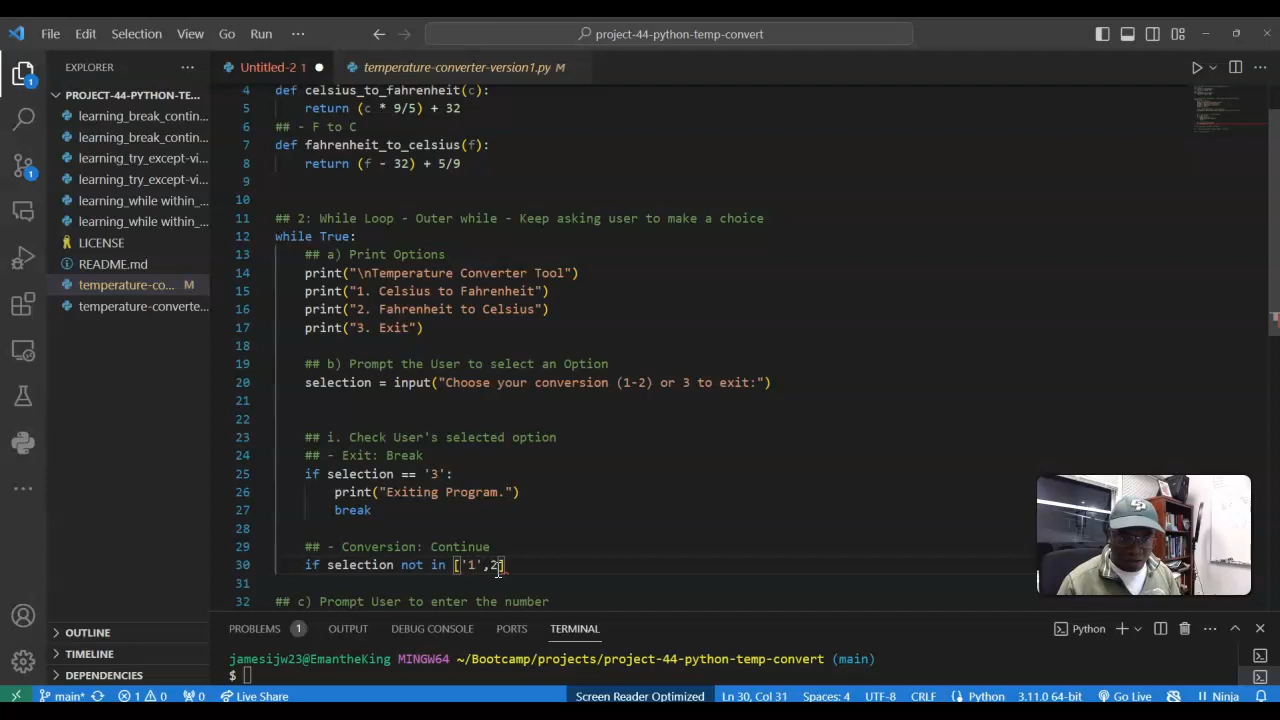 File Edit Selection View Run ··· project-44-python-temp-convert
EXPLORER ··· Untitled-2 1 ● temperature-converter-version1.py M
PROJECT-44-PYTHON-TE...
learning_break_contin...
learning_break_contin...
learning_try_except-vi...
learning_try_except-vi...
learning_while within_...
learning_while within_...
LICENSE
README.md
temperature-co... M
temperature-converte...
OUTLINE
TIMELINE
DEPENDENCIES
1
1
4 def celsius_to_fahrenheit(c):
5 return (c * 9/5) + 32
6 ## - F to C
7 def fahrenheit_to_celsius(f):
8 return (f - 32) + 5/9
9
10
11 ## 2: While Loop - Outer while - Keep asking user to make a choice
12 while True:
13 ## a) Print Options
14 print("\nTemperature Converter Tool")
15 print("1. Celsius to Fahrenheit")
16 print("2. Fahrenheit to Celsius")
17 print("3. Exit")
18
19 ## b) Prompt the User to select an Option
20 selection = input("Choose your conversion (1-2) or 3 to exit:")
21
22
23 ## i. Check User's selected option
24 ## - Exit: Break
25 if selection == '3':
26 print("Exiting Program.")
27 break
28
29 ## - Conversion: Continue
30 if selection not in ['1',2]
31
32 ## c) Prompt User to enter the number
PROBLEMS 1 OUTPUT DEBUG CONSOLE PORTS TERMINAL Python
jamesijw23@EmantheKing MINGW64 ~/Bootcamp/projects/project-44-python-temp-convert (main)
$
main* 1 0 0 Live Share Screen Reader Optimized Ln 30, Col 31 Spaces: 4 UTF-8 CRLF Python 3.11.0 64-bit Go Live Ninja